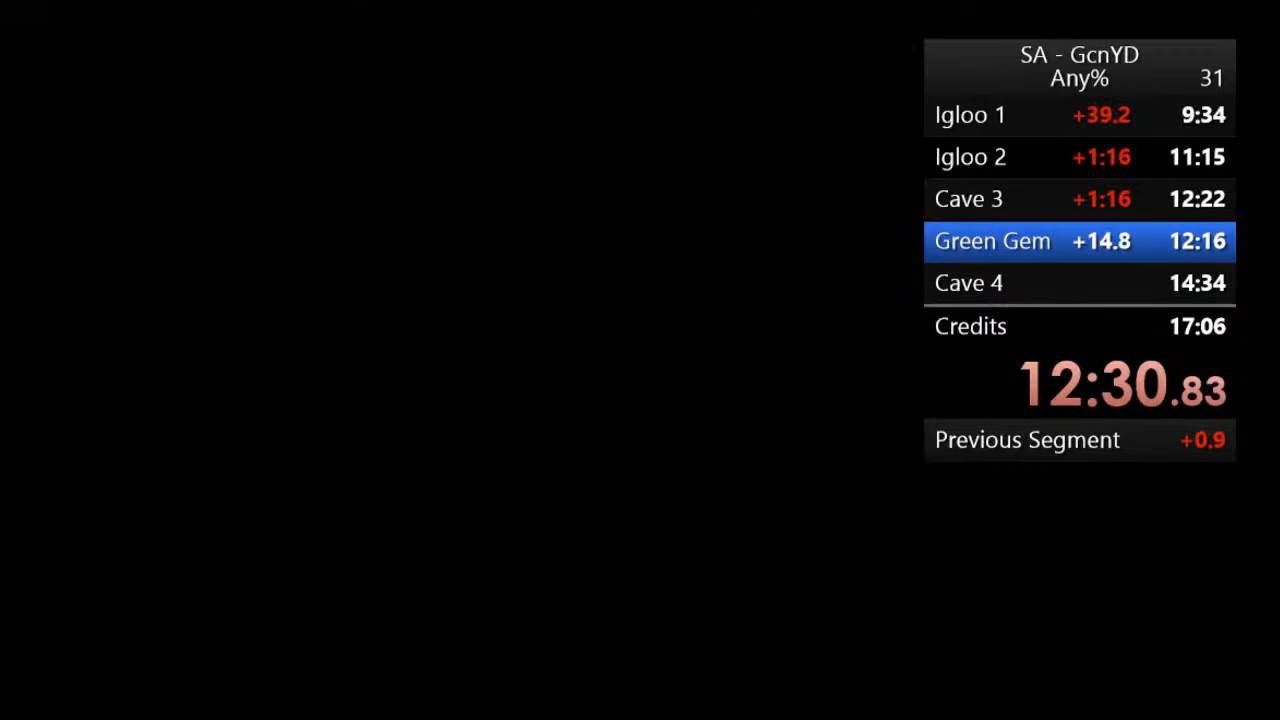 SA - GcnYD
Any% 31
Igloo 1 +39.2 9:34
Igloo 2 +1:16 11:15
Cave 3 +1:16 12:22
Green Gem +14.8 12:16
Cave 4 14:34
Credits 17:06
12:30.83
Previous Segment +0.9